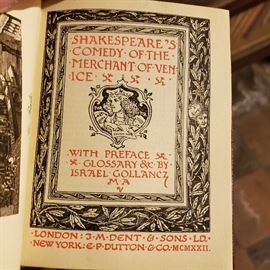 SHAKESPEARE'S
COMEDY OF THE
MERCHANT OF VEN
ICE
WITH PREFACE
GLOSSARY &C BY
ISRAEL GOLLANCZ
M A
LONDON: J. M. DENT & SONS LD.
NEW YORK: E. P. DUTTON & CO. MCMXXII.